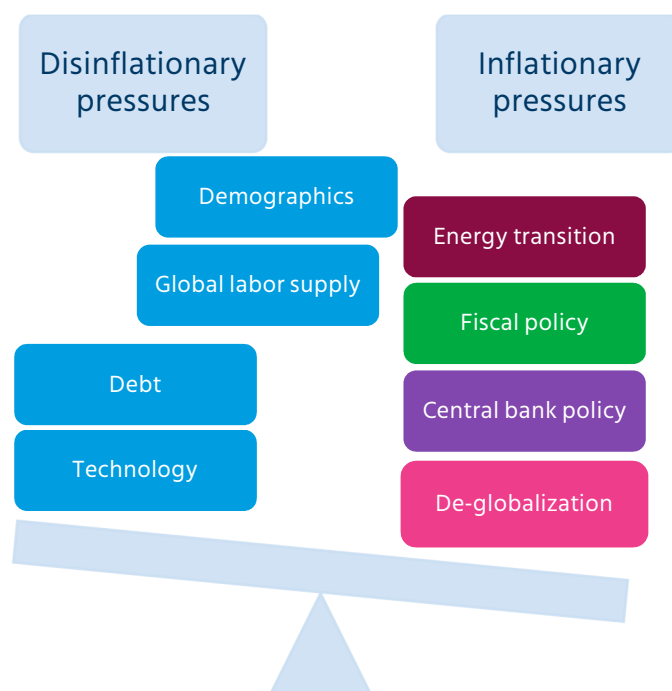 Disinflationary
pressures
Inflationary
pressures
Demographics
Energy transition
Global labor supply
Fiscal policy
Debt
Central bank policy
Technology
De-globalization